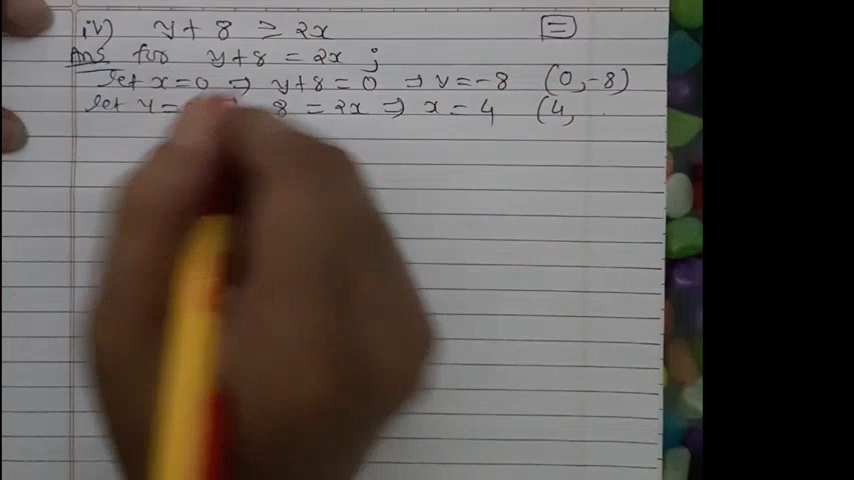 iv) y + 8 ≥ 2x =
Ans for y+8 = 2x ;
let x=0 ⇒ y+8 = 0 ⇒ y = -8 (0, -8)
let y = 8 = 2x ⇒ x = 4 (4,